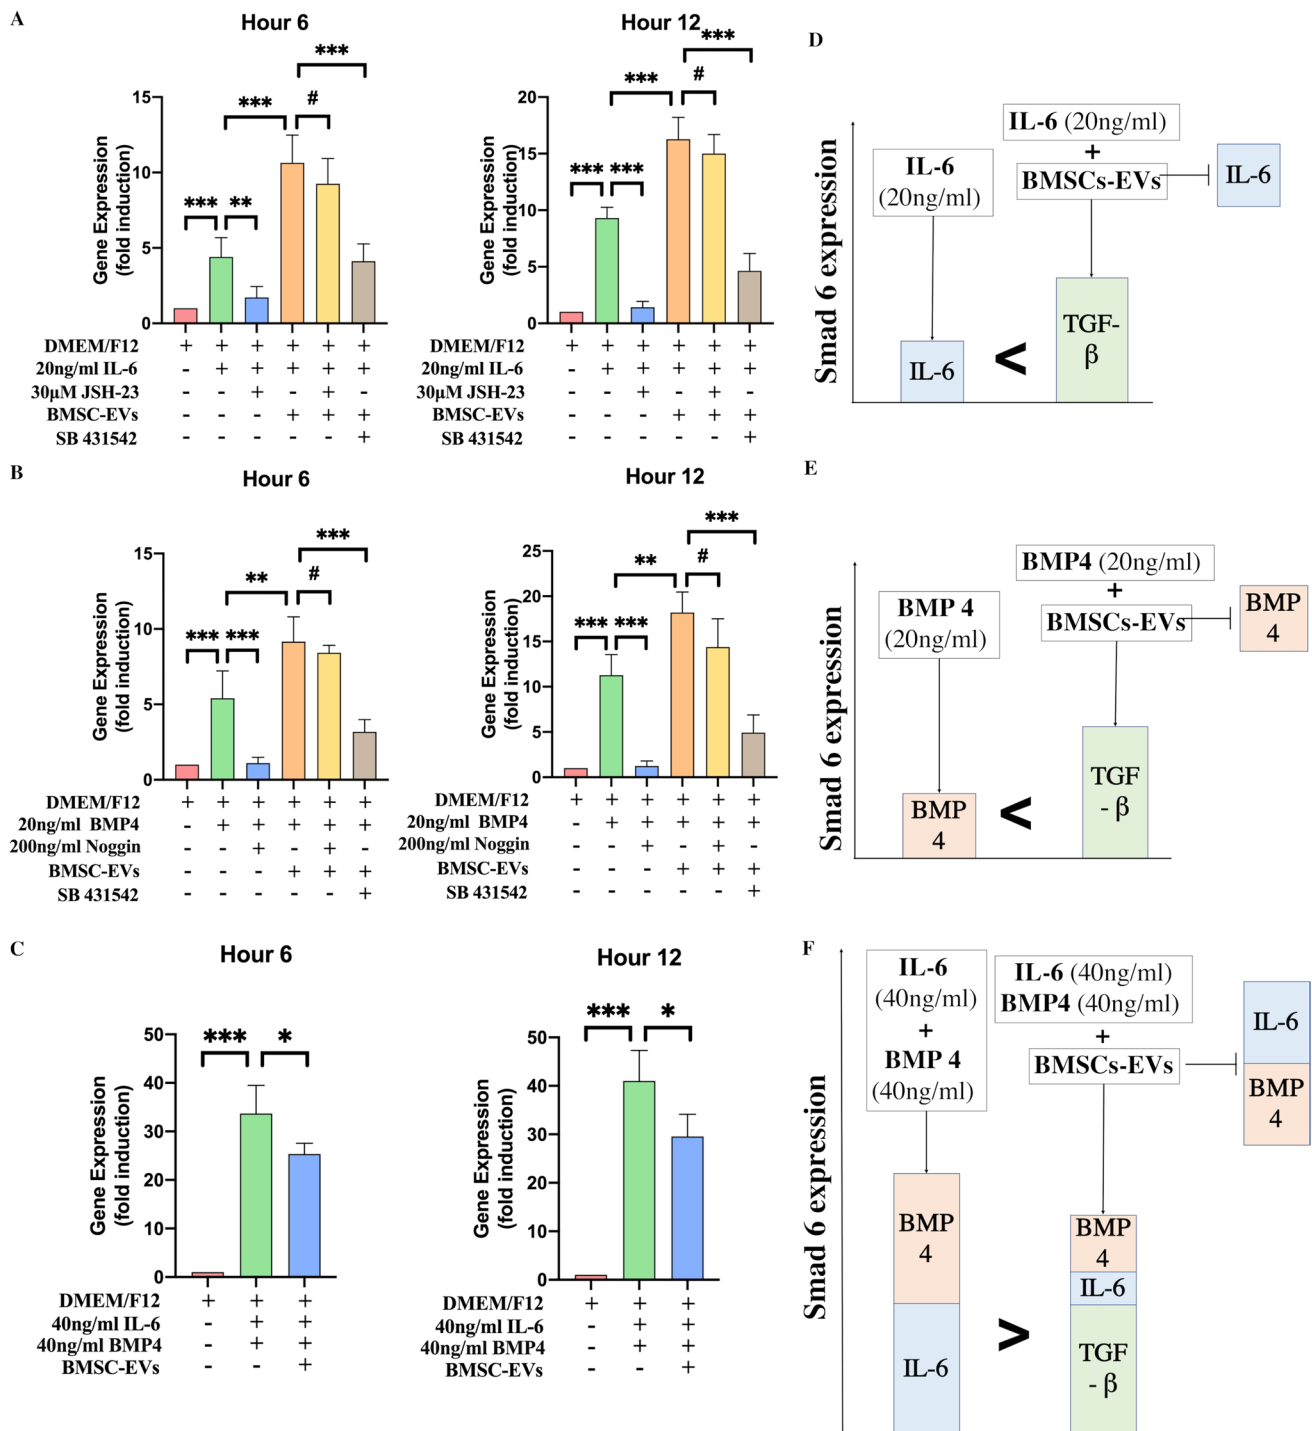 A
Hour 6
***
#
***
***
**
Gene Expression
(fold induction)
15
10
5
0
DMEM/F12 + + + + + +
20ng/ml IL-6 - + + + + +
30μM JSH-23 - - + - + -
BMSC-EVs - - - + + +
SB 431542 - - - - - +
Hour 12
***
#
***
***
***
Gene Expression
(fold induction)
20
15
10
5
0
DMEM/F12 + + + + + +
20ng/ml IL-6 - + + + + +
30μM JSH-23 - - + - + -
BMSC-EVs - - - + + +
SB 431542 - - - - - +
D
Smad 6 expression
IL-6
(20ng/ml)
IL-6 (20ng/ml)
+
BMSCs-EVs
IL-6
IL-6
<
TGF-
β
B
Hour 6
***
#
**
***
***
Gene Expression
(fold induction)
15
10
5
0
DMEM/F12 + + + + + +
20ng/ml BMP4 - + + + + +
200ng/ml Noggin - - + - + -
BMSC-EVs - - - + + +
SB 431542 - - - - - +
Hour 12
***
#
**
***
***
Gene Expression
(fold induction)
25
20
15
10
5
0
DMEM/F12 + + + + + +
20ng/ml BMP4 - + + + + +
200ng/ml Noggin - - + - + -
BMSC-EVs - - - + + +
SB 431542 - - - - - +
E
Smad 6 expression
BMP 4
(20ng/ml)
BMP4 (20ng/ml)
+
BMSCs-EVs
BMP
4
BMP
4
<
TGF
- β
C
Hour 6
***
*
Gene Expression
(fold induction)
50
40
30
20
10
0
DMEM/F12 + + +
40ng/ml IL-6 - + +
40ng/ml BMP4 - + +
BMSC-EVs - - +
Hour 12
***
*
Gene Expression
(fold induction)
50
40
30
20
10
0
DMEM/F12 + + +
40ng/ml IL-6 - + +
40ng/ml BMP4 - + +
BMSC-EVs - - +
F
Smad 6 expression
IL-6
(40ng/ml)
+
BMP 4
(40ng/ml)
IL-6 (40ng/ml)
BMP4 (40ng/ml)
+
BMSCs-EVs
IL-6
BMP
4
BMP
4
IL-6
>
BMP
4
IL-6
TGF
- β